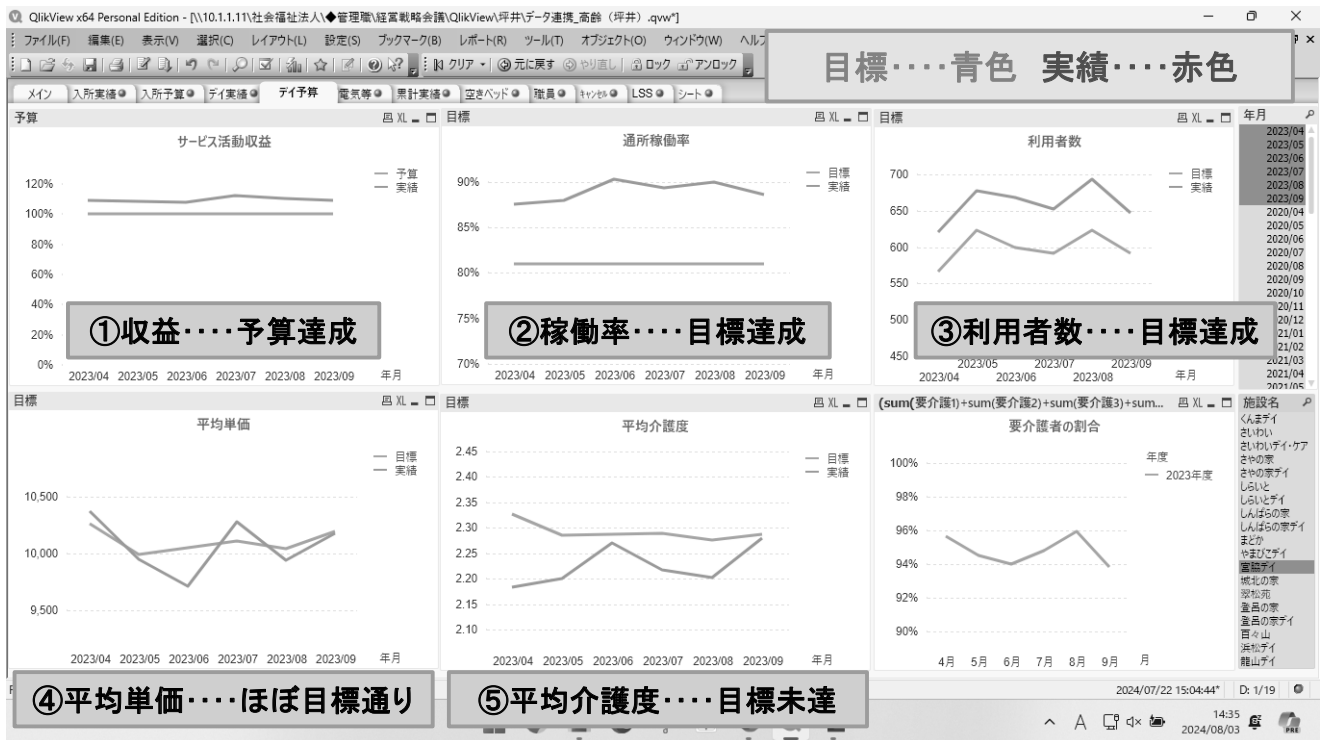 QlikView x64 Personal Edition - [\\10.1.1.11\社会福祉法人\◆管理職\経営戦略会議\QlikView\坪井\データ連携_高齢（坪井）.qvw*]
ファイル(F) 編集(E) 表示(V) 選択(C) レイアウト(L) 設定(S) ブックマーク(B) レポート(R) ツール(T) オブジェクト(O) ウィンドウ(W)
クリア 元に戻す やり直し ロック アンロック
目標‥‥青色 実績‥‥赤色
メイン 入所実績 入所予算 デイ実績 デイ予算 電気等 累計実績 空きベッド 職員 キャンセル LSS シート
予算 XL
サービス活動収益
予算
実績
120%
100%
80%
60%
40%
20%
0%
2023/04 2023/05 2023/06 2023/07 2023/08 2023/09 年月
①収益‥‥予算達成
目標 XL
通所稼働率
目標
実績
90%
85%
80%
75%
70%
2023/04 2023/05 2023/06 2023/07 2023/08 2023/09 年月
②稼働率‥‥目標達成
目標 XL
利用者数
目標
実績
700
650
600
550
500
450
2023/04 2023/05 2023/06 2023/07 2023/08 2023/09 年月
③利用者数‥‥目標達成
年月
2023/04
2023/05
2023/06
2023/07
2023/08
2023/09
2020/04
2020/05
2020/06
2020/07
2020/08
2020/09
2020/10
20/11
20/12
21/01
21/02
2021/03
2021/04
2021/05
目標 XL
平均単価
目標
実績
10,500
10,000
9,500
2023/04 2023/05 2023/06 2023/07 2023/08 2023/09 年月
④平均単価‥‥ほぼ目標通り
目標 XL
平均介護度
目標
実績
2.45
2.40
2.35
2.30
2.25
2.20
2.15
2.10
2023/04 2023/05 2023/06 2023/07 2023/08 2023/09 年月
⑤平均介護度‥‥目標未達
(sum(要介護1)+sum(要介護2)+sum(要介護3)+sum... XL
要介護者の割合
年度
2023年度
100%
98%
96%
94%
92%
90%
4月 5月 6月 7月 8月 9月 月
施設名
くんまデイ
さいわい
さいわいデイ・ケア
さやの家
さやの家デイ
しらいと
しらいとデイ
しんぱらの家
しんぱらの家デイ
まどか
やまびこデイ
宮脇デイ
城北の家
翠松苑
登呂の家
登呂の家デイ
百々山
浜松デイ
龍山デイ
2024/07/22 15:04:44* D: 1/19
A 14:35
2024/08/03
PRE